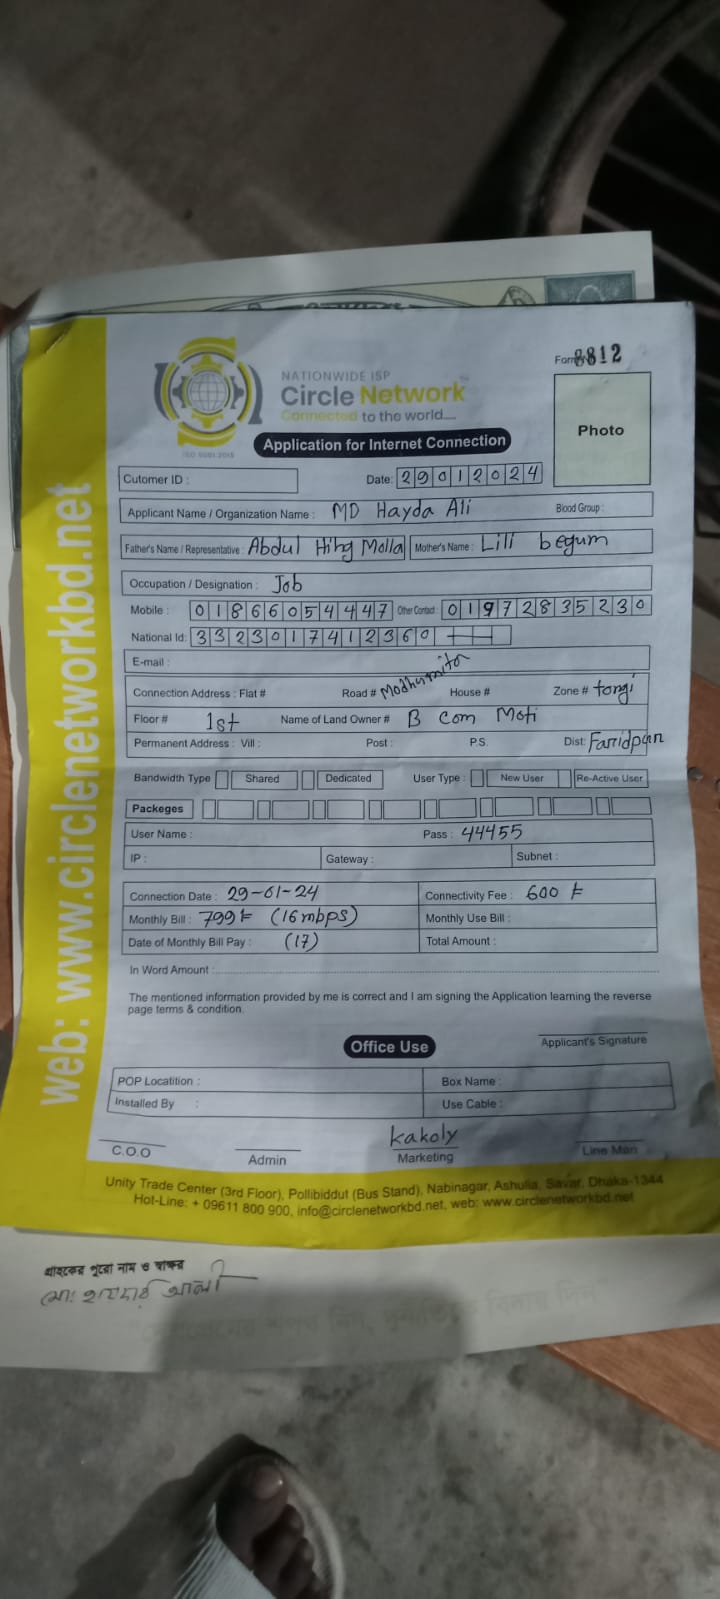 Form 8812
NATIONWIDE ISP
Circle Network
Connected to the world....
ISO 9001:2015
Photo
Application for Internet Connection
Cutomer ID :
Date: 29012024
Applicant Name / Organization Name : MD Hayda Ali Blood Group :
Father's Name / Representative : Abdul Molla Mother's Name : Lili begum
Occupation / Designation : Job
Mobile : 01866054447 Other Contact : 01972835230
National Id: 3323017412360
E-mail :
Connection Address : Flat # Road # Modhumita House # Zone # tongi
Floor # 1st Name of Land Owner # B Com Moti
Permanent Address : Vill : Post : P.S. Dist: Faridpur
Bandwidth Type Shared Dedicated User Type : New User Re-Active User
Packeges
User Name : Pass : 44455
IP : Gateway : Subnet :
Connection Date : 29-01-24 Connectivity Fee : 600 ৳
Monthly Bill : 799৳ (16 mbps) Monthly Use Bill :
Date of Monthly Bill Pay : (17) Total Amount :
In Word Amount :
The mentioned information provided by me is correct and I am signing the Application learning the reverse
page terms & condition.
Applicant's Signature
Office Use
POP Locatition : Box Name :
Installed By : Use Cable :
kakoly
C.O.O Admin Marketing Line Man
Unity Trade Center (3rd Floor), Pollibiddut (Bus Stand), Nabinagar, Ashulia, Savar, Dhaka-1344
Hot-Line: + 09611 800 900, info@circlenetworkbd.net, web: www.circlenetworkbd.net
web: www.circlenetworkbd.net
গ্রাহকের পুরো নাম ও স্বাক্ষর
মোঃ হায়দার আলী